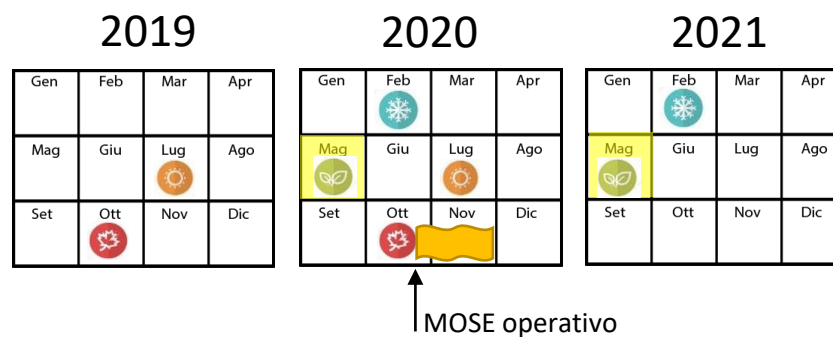 2019 2020 2021
Gen Feb Mar Apr Gen Feb Mar Apr Gen Feb Mar Apr
Mag Giu Lug Ago Mag Giu Lug Ago Mag Giu Lug Ago
Set Ott Nov Dic Set Ott Nov Dic Set Ott Nov Dic
MOSE operativo